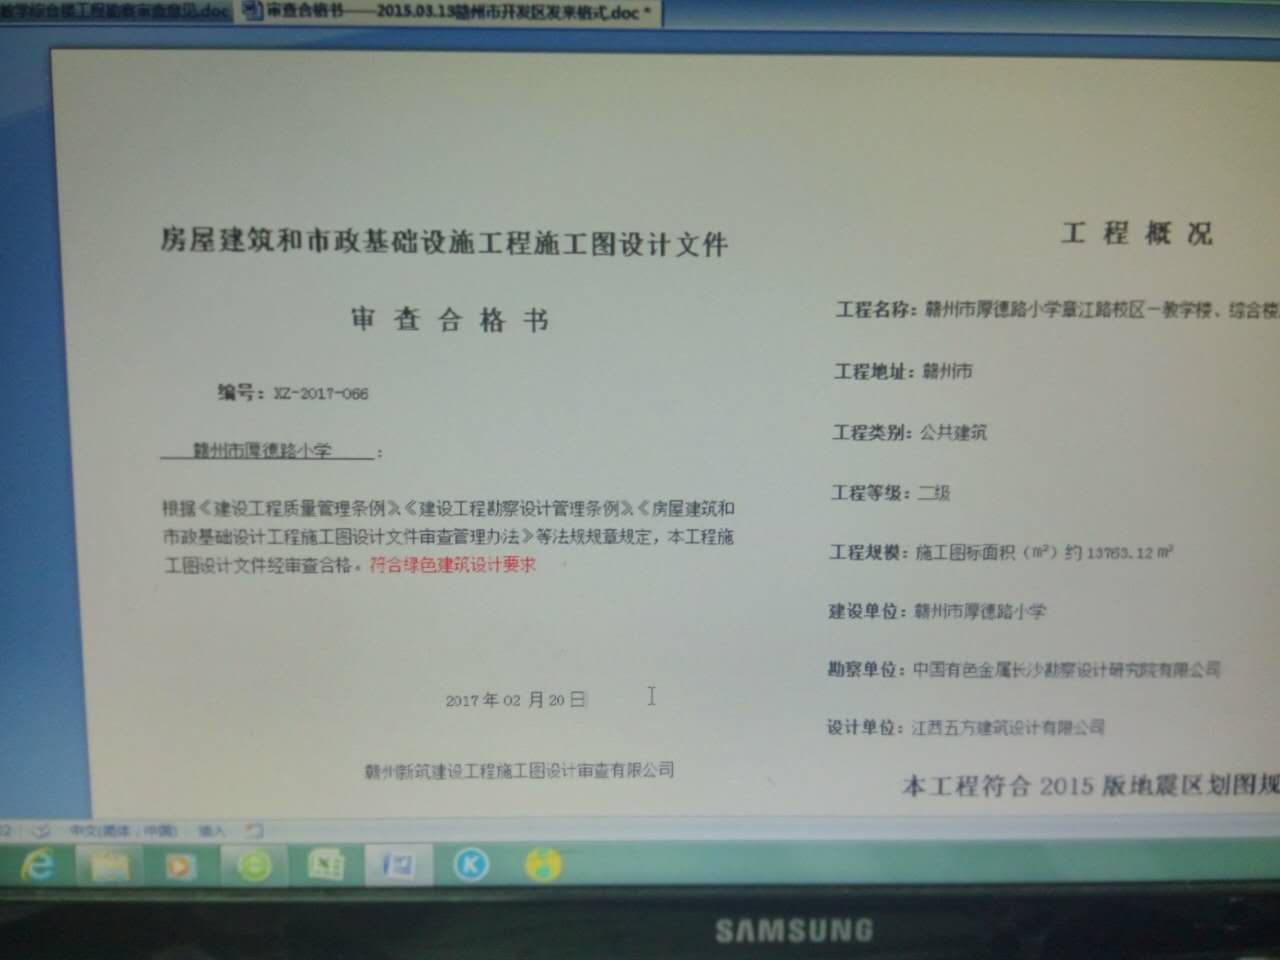 教学综合楼工程勘察审查意见.doc
审查合格书——2015.03.13赣州市开发区发来格式.doc *
房屋建筑和市政基础设施工程施工图设计文件
审 查 合 格 书
编号：XZ-2017-066
赣州市厚德路小学：
根据《建设工程质量管理条例》、《建设工程勘察设计管理条例》、《房屋建筑和
市政基础设计工程施工图设计文件审查管理办法》等法规规章规定，本工程施
工图设计文件经审查合格。符合绿色建筑设计要求
2017 年 02 月 20 日
赣州新筑建设工程施工图设计审查有限公司
工 程 概 况
工程名称：赣州市厚德路小学章江路校区一教学楼、综合楼
工程地址：赣州市
工程类别：公共建筑
工程等级：二级
工程规模：施工图标面积（m²）约 13763.12 m²
建设单位：赣州市厚德路小学
勘察单位：中国有色金属长沙勘察设计研究院有限公司
设计单位：江西五方建筑设计有限公司
本工程符合 2015 版地震区划图规
中文(简体，中国) 插入
SAMSUNG